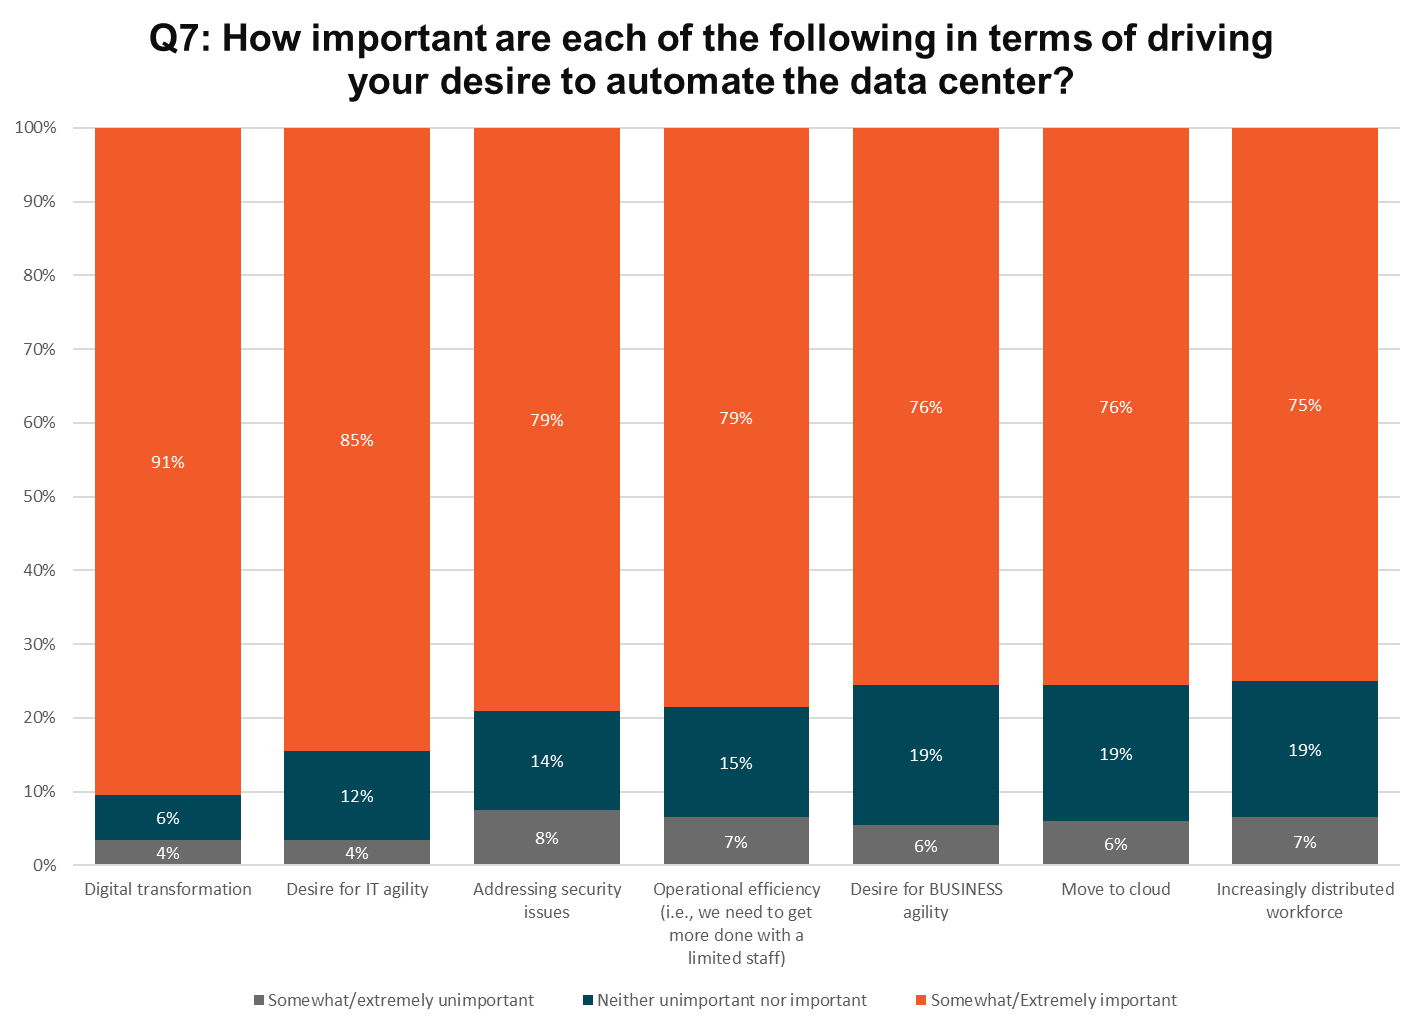 Q7: How important are each of the following in terms of driving
your desire to automate the data center?
100%
90%
80%
70%
60%
50%
40%
30%
20%
10%
0%
91%
6%
4%
85%
12%
4%
79%
14%
8%
79%
15%
7%
76%
19%
6%
76%
19%
6%
75%
19%
7%
Digital transformation
Desire for IT agility
Addressing security
issues
Operational efficiency
(i.e., we need to get
more done with a
limited staff)
Desire for BUSINESS
agility
Move to cloud
Increasingly distributed
workforce
Somewhat/extremely unimportant
Neither unimportant nor important
Somewhat/Extremely important